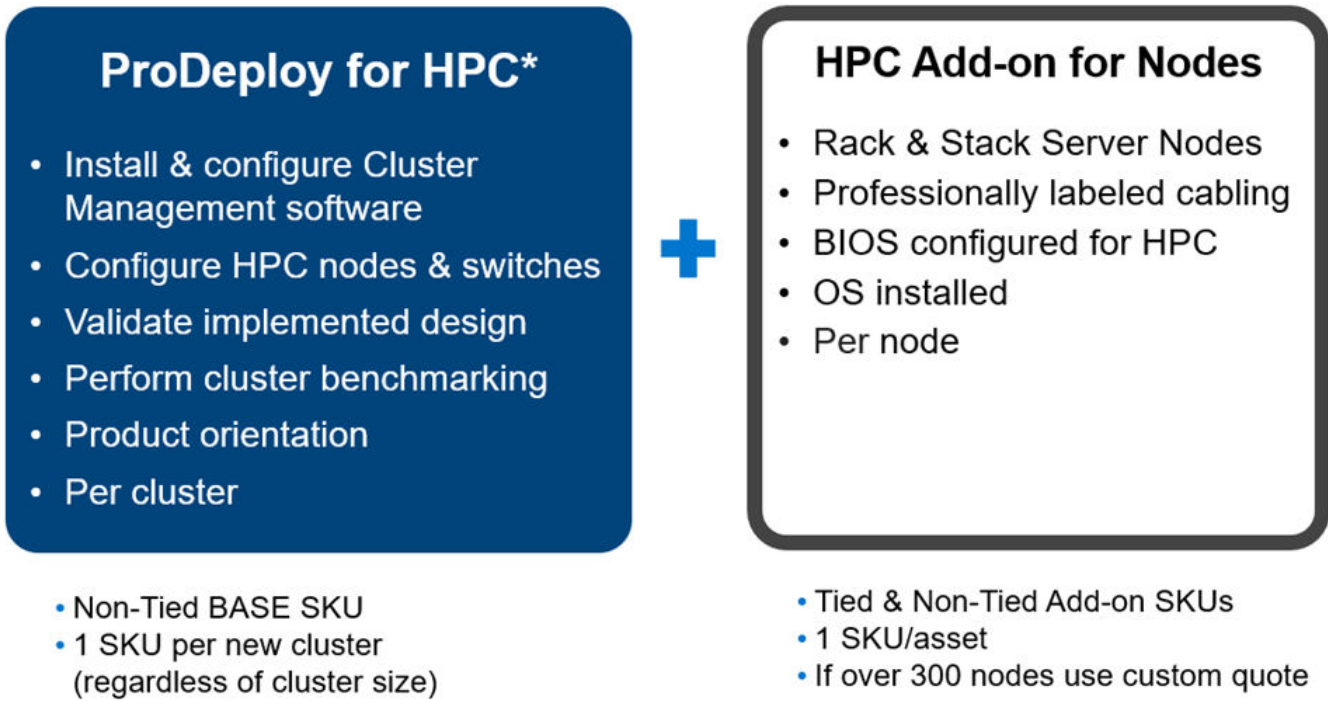 ProDeploy for HPC*
• Install & configure Cluster
Management software
• Configure HPC nodes & switches
• Validate implemented design
• Perform cluster benchmarking
• Product orientation
• Per cluster
• Non-Tied BASE SKU
• 1 SKU per new cluster
(regardless of cluster size)
+
HPC Add-on for Nodes
• Rack & Stack Server Nodes
• Professionally labeled cabling
• BIOS configured for HPC
• OS installed
• Per node
• Tied & Non-Tied Add-on SKUs
• 1 SKU/asset
• If over 300 nodes use custom quote